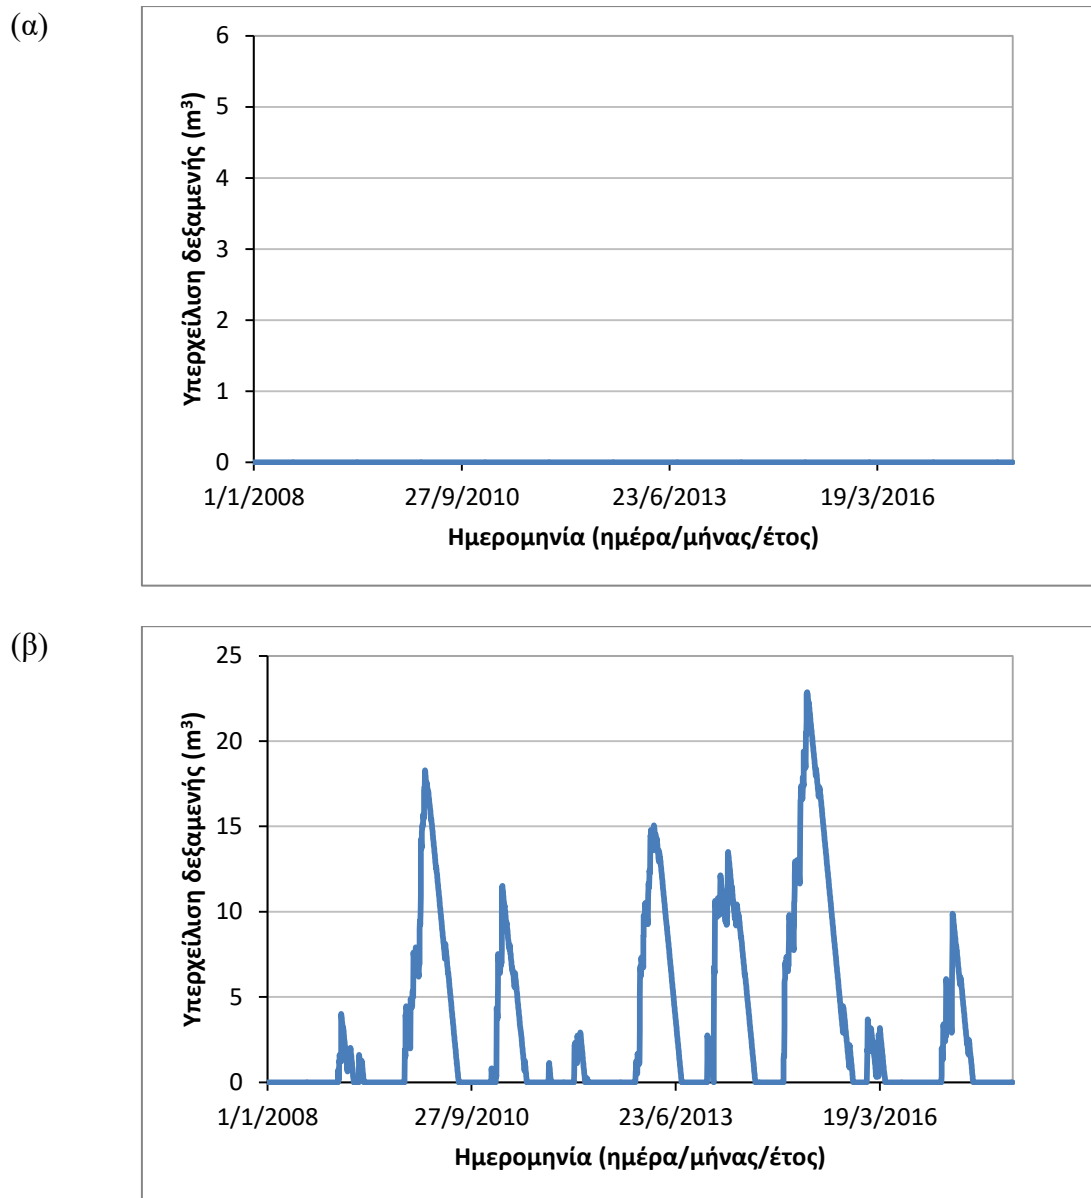 (α)
Υπερχείλιση δεξαμενής (m³)
6
5
4
3
2
1
0
1/1/2008 27/9/2010 23/6/2013 19/3/2016
Ημερομηνία (ημέρα/μήνας/έτος)
(β)
Υπερχείλιση δεξαμενής (m³)
25
20
15
10
5
0
1/1/2008 27/9/2010 23/6/2013 19/3/2016
Ημερομηνία (ημέρα/μήνας/έτος)